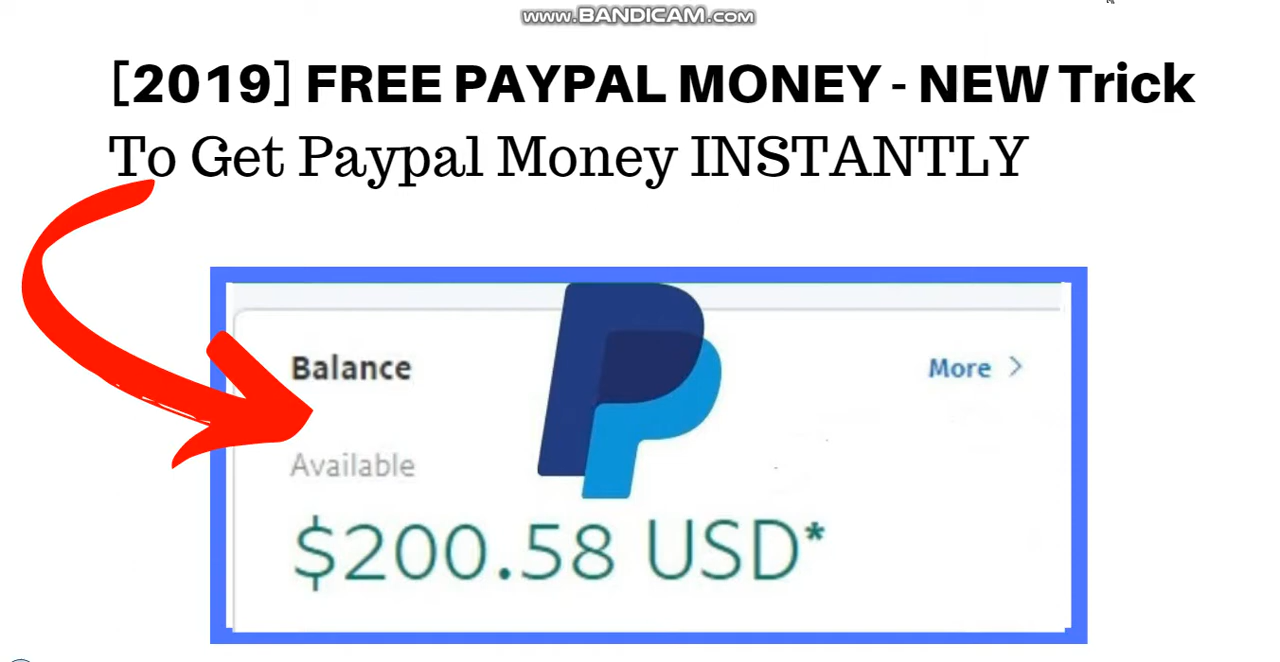 www.BANDICAM.com
[2019] FREE PAYPAL MONEY - NEW Trick
To Get Paypal Money INSTANTLY
Balance
More >
Available
$200.58 USD*